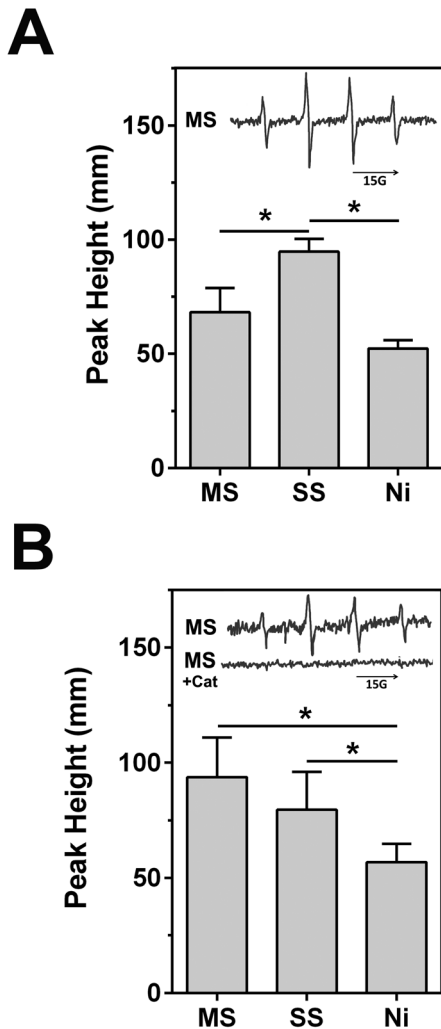 A
MS
15G
*
*
Peak Height (mm)
150
100
50
0
MS SS Ni
B
MS
MS
+Cat
15G
*
*
Peak Height (mm)
150
100
50
0
MS SS Ni